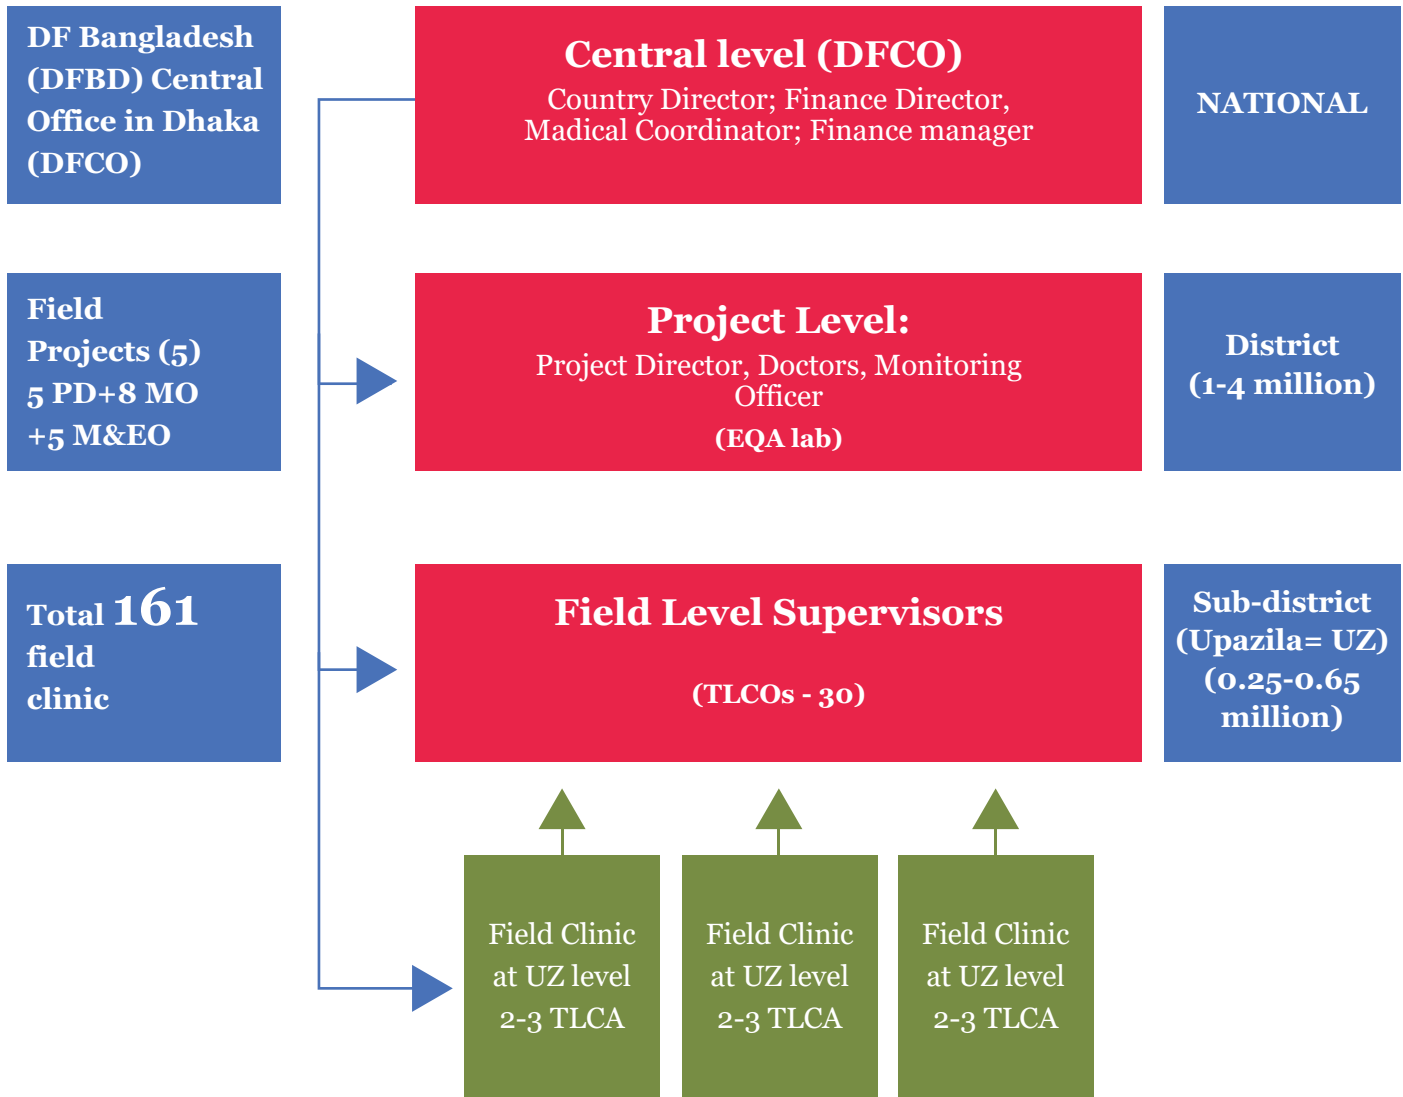 DF Bangladesh
(DFBD) Central
Office in Dhaka
(DFCO)
Central level (DFCO)
Country Director; Finance Director,
Madical Coordinator; Finance manager
NATIONAL
Field
Projects (5)
5 PD+8 MO
+5 M&EO
Project Level:
Project Director, Doctors, Monitoring
Officer
(EQA lab)
District
(1-4 million)
Total 161
field
clinic
Field Level Supervisors
(TLCOs - 30)
Sub-district
(Upazila= UZ)
(0.25-0.65
million)
Field Clinic
at UZ level
2-3 TLCA
Field Clinic
at UZ level
2-3 TLCA
Field Clinic
at UZ level
2-3 TLCA